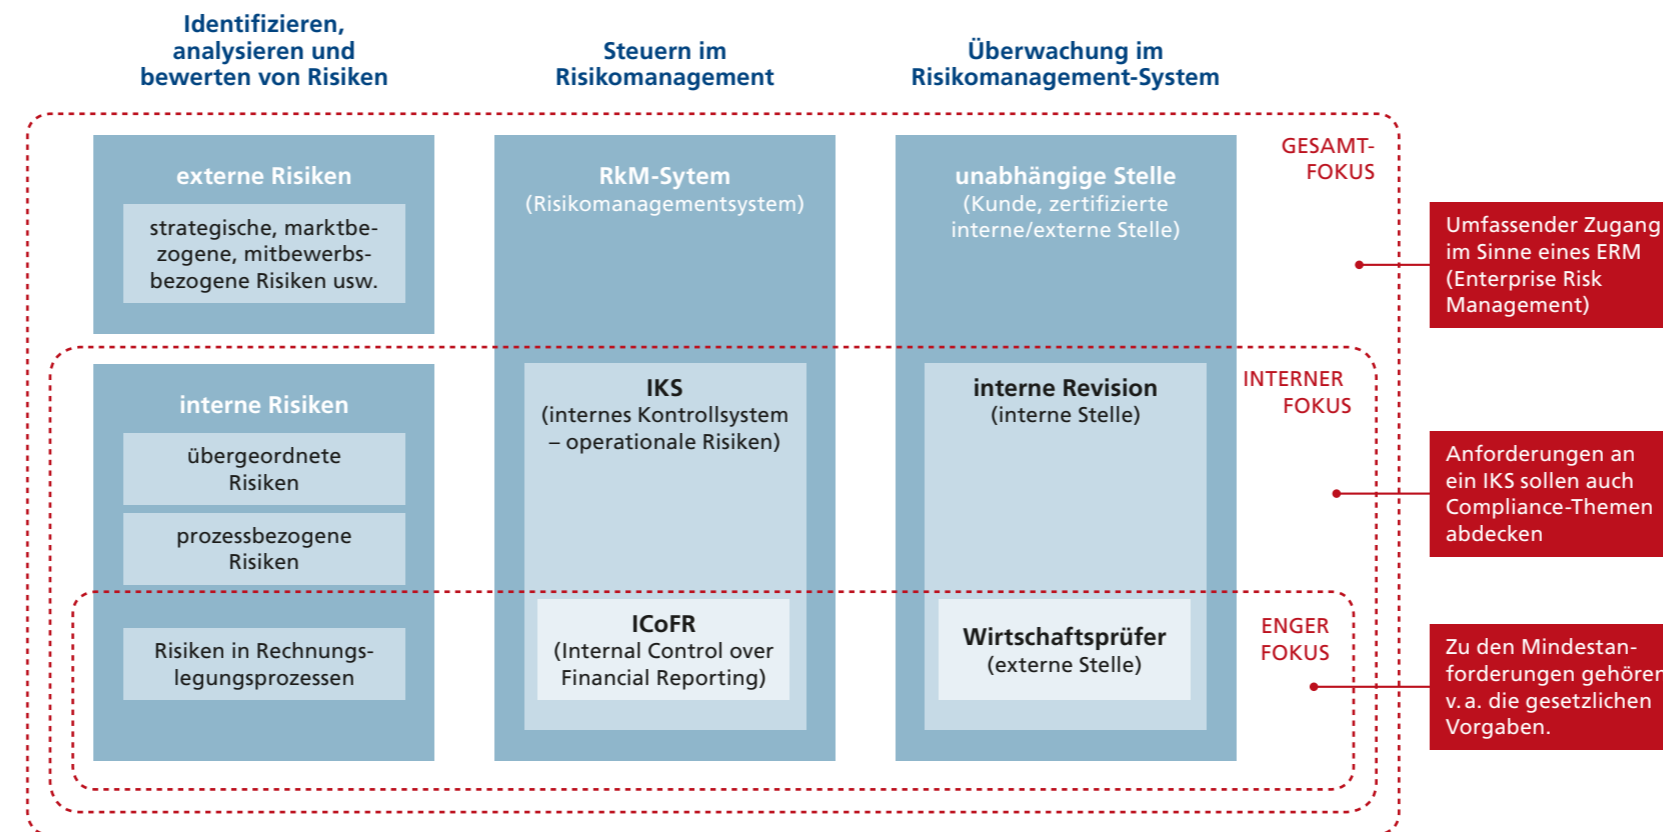 Identifizieren,
analysieren und
bewerten von Risiken
Steuern im
Risikomanagement
Überwachung im
Risikomanagement-System
externe Risiken
strategische, marktbe-
zogene, mitbewerbs-
bezogene Risiken usw.
RkM-Sytem
(Risikomanagementsystem)
unabhängige Stelle
(Kunde, zertifizierte
interne/externe Stelle)
GESAMT-
FOKUS
Umfassender Zugang
im Sinne eines ERM
(Enterprise Risk
Management)
interne Risiken
übergeordnete
Risiken
prozessbezogene
Risiken
IKS
(internes Kontrollsystem
– operationale Risiken)
interne Revision
(interne Stelle)
INTERNER
FOKUS
Anforderungen an
ein IKS sollen auch
Compliance-Themen
abdecken
Risiken in Rechnungs-
legungsprozessen
ICoFR
(Internal Control over
Financial Reporting)
Wirtschaftsprüfer
(externe Stelle)
ENGER
FOKUS
Zu den Mindestan-
forderungen gehören
v. a. die gesetzlichen
Vorgaben.